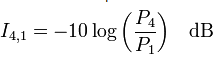 I_{4,1} = -10 \log \left( \frac{P_4}{P_1} \right) \quad \text{dB}